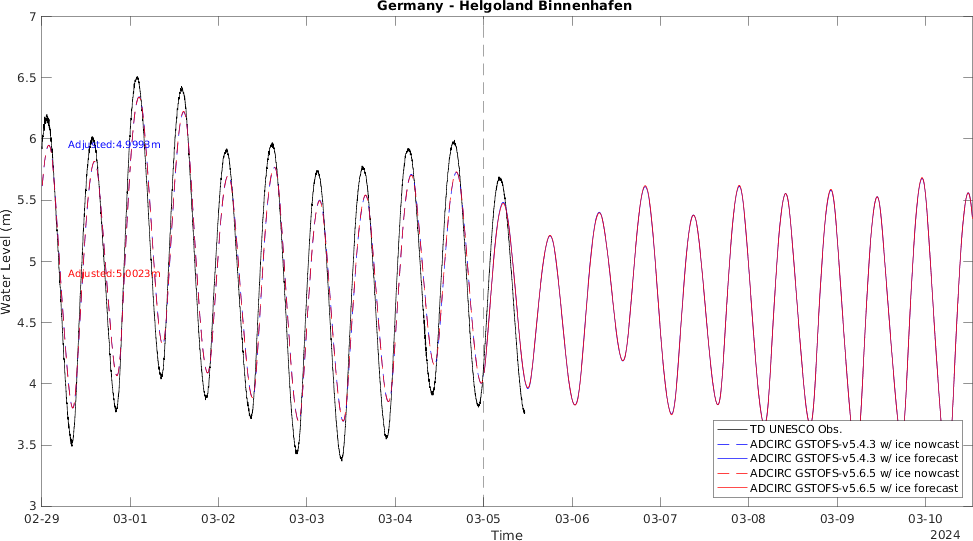 Germany - Helgoland Binnenhafen
7
6.5
6
5.5
5
4.5
4
3.5
3
Water Level (m)
Adjusted:4.9993m
Adjusted:5.0023m
TD UNESCO Obs.
ADCIRC GSTOFS-v5.4.3 w/ ice nowcast
ADCIRC GSTOFS-v5.4.3 w/ ice forecast
ADCIRC GSTOFS-v5.6.5 w/ ice nowcast
ADCIRC GSTOFS-v5.6.5 w/ ice forecast
02-29 03-01 03-02 03-03 03-04 03-05 03-06 03-07 03-08 03-09 03-10
Time
2024